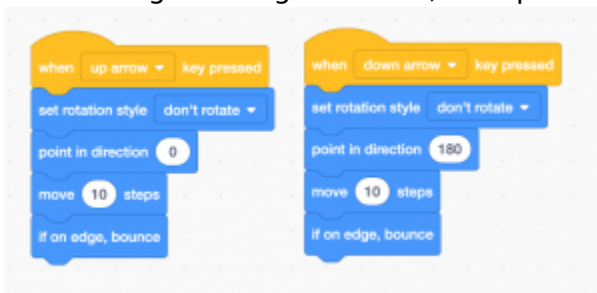 when up arrow key pressed
set rotation style don't rotate
point in direction 0
move 10 steps
if on edge, bounce
when down arrow key pressed
set rotation style don't rotate
point in direction 180
move 10 steps
if on edge, bounce